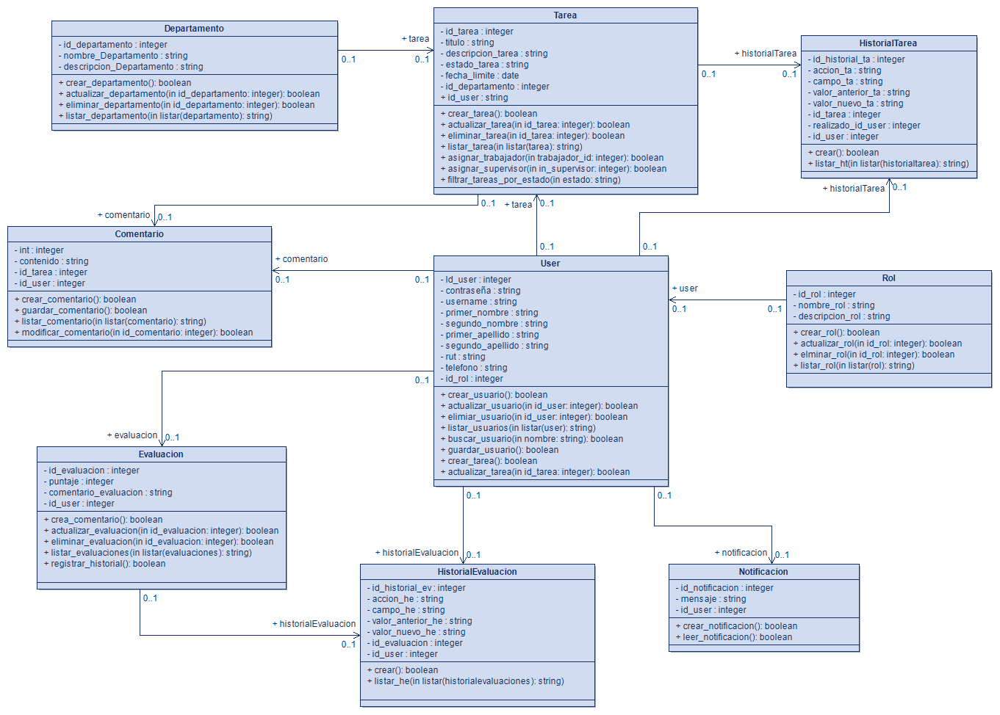 Departamento
- id_departamento : integer
- nombre_Departamento : string
- descripcion_Departamento : string
+ crear_departamento(): boolean
+ actualizar_departamento(in id_departamento: integer): boolean
+ eliminar_departamento(in id_departamento: integer): boolean
+ listar_departamento(in listar(departamento): string)
0..1
+ tarea
0..1
Tarea
- id_tarea : integer
- titulo : string
- descripcion_tarea : string
- estado_tarea : string
- fecha_limite : date
- id_departamento : integer
+ id_user : string
+ crear_tarea(): boolean
+ actualizar_tarea(in id_tarea: integer): boolean
+ eliminar_tarea(in id_tarea: integer): boolean
+ listar_tarea(in listar(tarea): string)
+ asignar_trabajador(in trabajador_id: integer): boolean
+ asignar_supervisor(in in_supervisor: integer): boolean
+ filtrar_tareas_por_estado(in estado: string)
+ historialTarea
0..1
0..1
HistorialTarea
- id_historial_ta : integer
- accion_ta : string
- campo_ta : string
- valor_anterior_ta : string
- valor_nuevo_ta : string
- id_tarea : integer
- realizado_id_user : integer
- id_user : integer
+ crear(): boolean
+ listar_ht(in listar(historialtarea): string)
+ historialTarea
0..1
0..1
0..1
+ tarea
0..1
0..1
+ comentario
0..1
Comentario
- int : integer
- contenido : string
- id_tarea : integer
- id_user : integer
+ crear_comentario(): boolean
+ guardar_comentario(): boolean
+ listar_comentario(in listar(comentario): string)
+ modificar_comentario(in id_comentario: integer): boolean
+ comentario
0..1
0..1
User
- Id_user : integer
- contraseña : string
- username : string
- primer_nombre : string
- segundo_nombre : string
- primer_apellido : string
- segundo_apellido : string
- rut : string
- telefono : string
- id_rol : integer
+ crear_usuario(): boolean
+ actualizar_usuario(in id_user: integer): boolean
+ elimiar_usuario(in id_user: integer): boolean
+ listar_usuarios(in listar(user): string)
+ buscar_usuario(in nombre: string): boolean
+ guardar_usuario(): boolean
+ crear_tarea(): boolean
+ actualizar_tarea(in id_tarea: integer): boolean
+ user
0..1
0..1
Rol
- id_rol : integer
- nombre_rol : string
- descripcion_rol : string
+ crear_rol(): boolean
+ actualizar_rol(in id_rol: integer): boolean
+ elminar_rol(in id_rol: integer): boolean
+ listar_rol(in listar(rol): string)
0..1
+ evaluacion
0..1
Evaluacion
- id_evaluacion : integer
- puntaje : integer
- comentario_evaluacion : string
- id_user : integer
+ crea_comentario(): boolean
+ actualizar_evaluacion(in id_evaluacion: integer): boolean
+ eliminar_evaluacion(in id_evaluacion: integer): boolean
+ listar_evaluaciones(in listar(evaluaciones): string)
+ registrar_historial(): boolean
0..1
+ historialEvaluacion
0..1
0..1
+ historialEvaluacion
0..1
HistorialEvaluacion
- id_historial_ev : integer
- accion_he : string
- campo_he : string
- valor_anterior_he : string
- valor_nuevo_he : string
- id_evaluacion : integer
- id_user : integer
+ crear(): boolean
+ listar_he(in listar(historialevaluaciones): string)
0..1
+ notificacion
0..1
Notificacion
- id_notificacion : integer
- mensaje : string
- id_user : integer
+ crear_notificacion(): boolean
+ leer_notificacion(): boolean